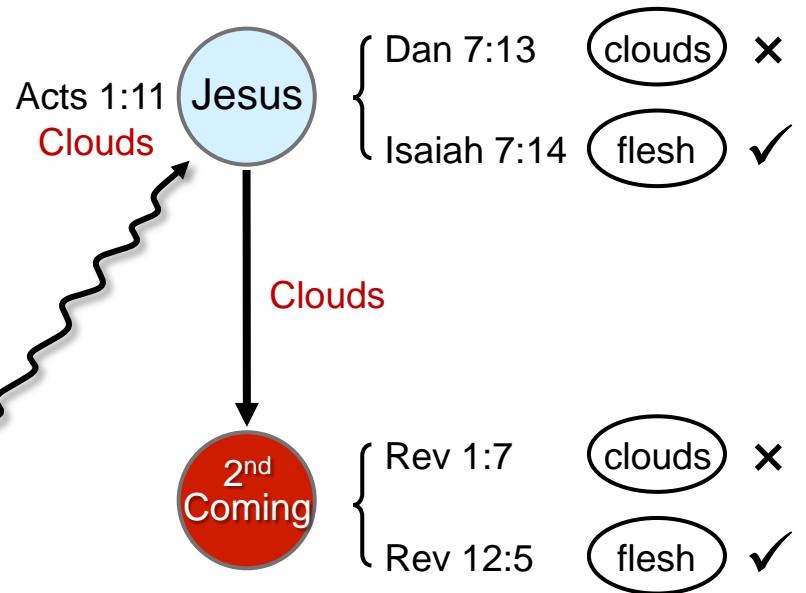 Dan 7:13 clouds ×
Acts 1:11 Jesus
Clouds
Isaiah 7:14 flesh ✓
Clouds
Rev 1:7 clouds ×
2nd
Coming
Rev 12:5 flesh ✓